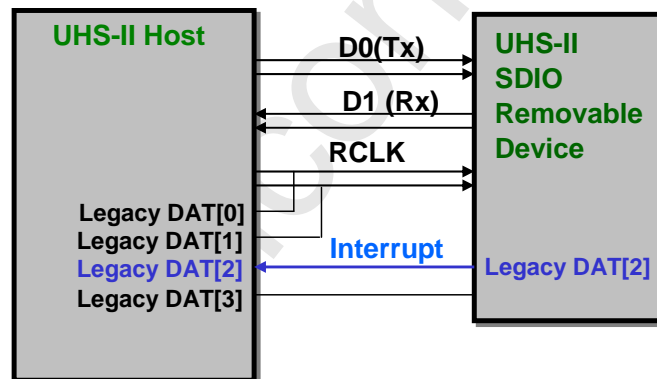 UHS-II Host
D0(Tx)
D1 (Rx)
RCLK
Legacy DAT[0]
Legacy DAT[1]
Legacy DAT[2]
Legacy DAT[3]
Interrupt
UHS-II
SDIO
Removable
Device
Legacy DAT[2]